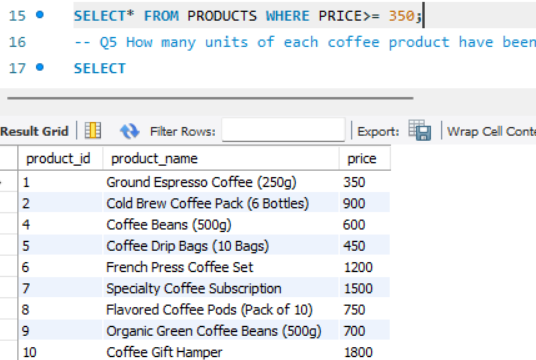 15 SELECT* FROM PRODUCTS WHERE PRICE>= 350;
16 -- Q5 How many units of each coffee product have been
17 SELECT
Result Grid Filter Rows: Export: Wrap Cell Conte
product_id product_name price
1 Ground Espresso Coffee (250g) 350
2 Cold Brew Coffee Pack (6 Bottles) 900
4 Coffee Beans (500g) 600
5 Coffee Drip Bags (10 Bags) 450
6 French Press Coffee Set 1200
7 Specialty Coffee Subscription 1500
8 Flavored Coffee Pods (Pack of 10) 750
9 Organic Green Coffee Beans (500g) 700
10 Coffee Gift Hamper 1800